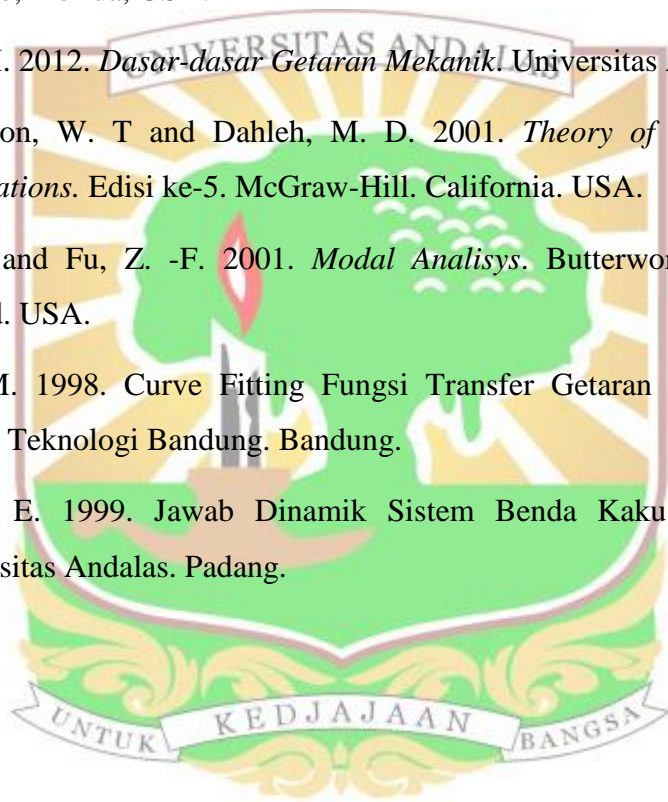 UNIVERSITAS ANDALAS
I. 2012. Dasar-dasar Getaran Mekanik. Universitas
on, W. T and Dahleh, M. D. 2001. Theory of
ations. Edisi ke-5. McGraw-Hill. California. USA.
and Fu, Z. -F. 2001. Modal Analisys. Butterwor
l. USA.
M. 1998. Curve Fitting Fungsi Transfer Getaran
Teknologi Bandung. Bandung.
E. 1999. Jawab Dinamik Sistem Benda Kaku
sitas Andalas. Padang.
UNTUK KEDJAJAAN BANGSA